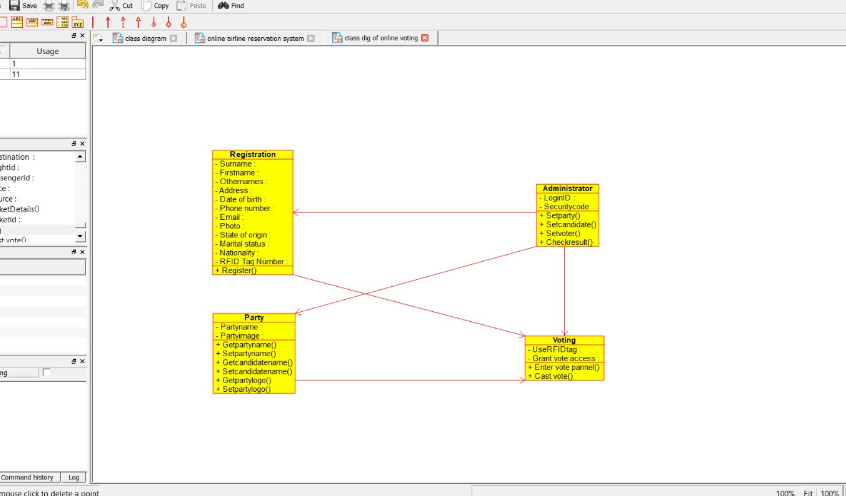 Save
Cut
Copy
Paste
Find
class diagram
online airline reservation system
class dig of online voting
Usage
1
11
stination :
ghtId :
ssengerId :
ce :
urce :
ketDetails()
ketId :
st vote()
ng
Command history
Log
mouse click to delete a point
100%
Fit
100%
Registration
- Surname :
- Firstname :
- Othernames :
- Address :
- Date of birth :
- Phone number :
- Email :
- Photo :
- State of origin :
- Marital status :
- Nationality :
- RFID Tag Number :
+ Register()
Administrator
- LoginID :
- Securitycode :
+ Setparty()
+ Setcandidate()
+ Setvoter()
+ Checkresult()
Party
- Partyname :
- Partyimage :
+ Getpartyname()
+ Setpartyname()
+ Getcandidatename()
+ Setcandidatename()
+ Getpartylogo()
+ Setpartylogo()
Voting
- UseRFIDtag :
- Grant vote access :
+ Enter vote pannel()
+ Cast vote()